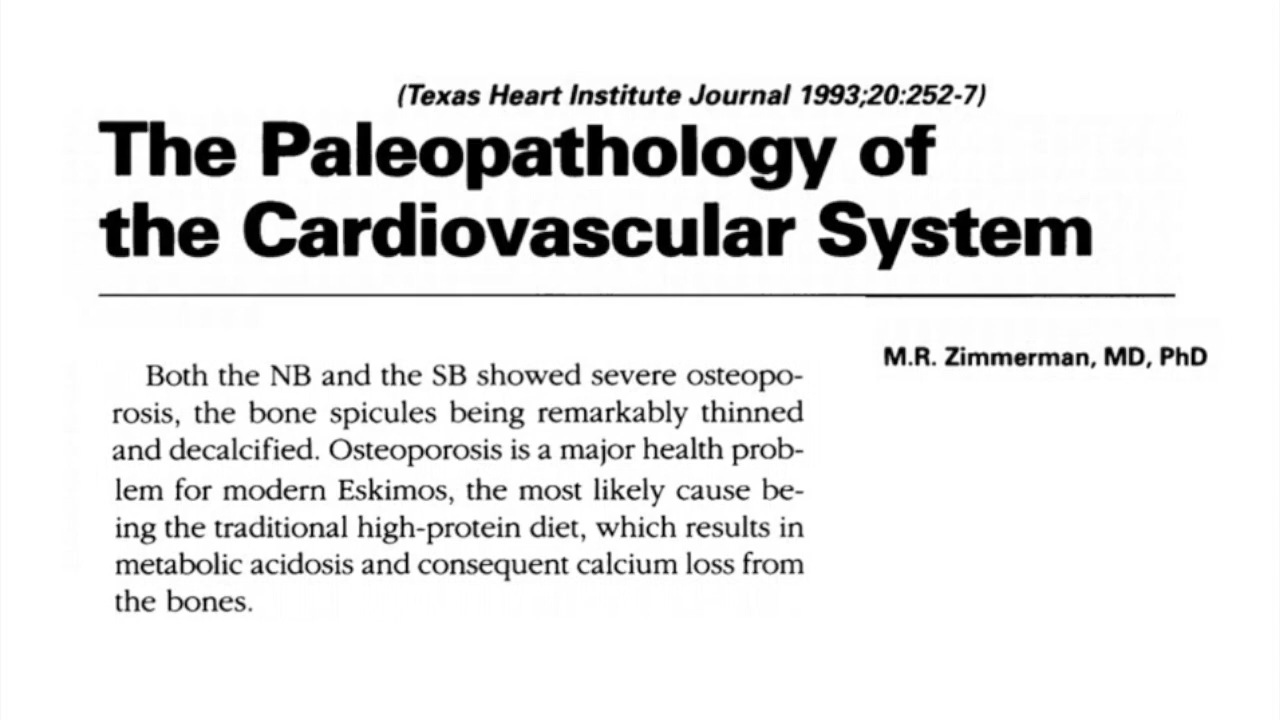 (Texas Heart Institute Journal 1993;20:252-7)
The Paleopathology of
the Cardiovascular System
M.R. Zimmerman, MD, PhD
Both the NB and the SB showed severe osteopo-
rosis, the bone spicules being remarkably thinned
and decalcified. Osteoporosis is a major health prob-
lem for modern Eskimos, the most likely cause be-
ing the traditional high-protein diet, which results in
metabolic acidosis and consequent calcium loss from
the bones.